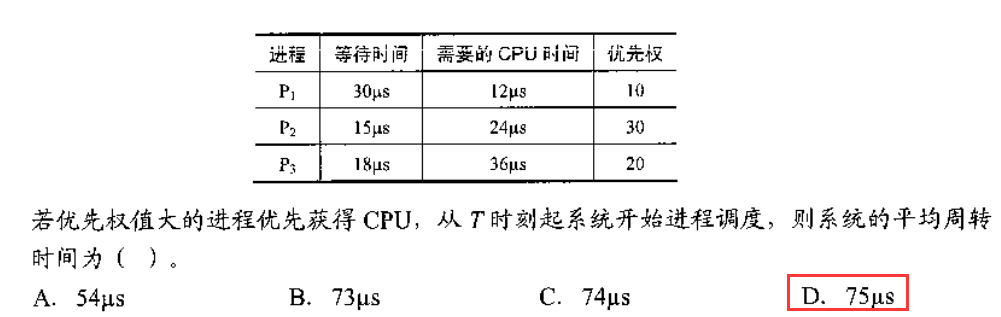 进程 等待时间 需要的 CPU 时间 优先权
P₁ 30μs 12μs 10
P₂ 15μs 24μs 30
P₃ 18μs 36μs 20
若优先权值大的进程优先获得 CPU，从 T 时刻起系统开始进程调度，则系统的平均周转
时间为（ ）。
A. 54μs B. 73μs C. 74μs D. 75μs